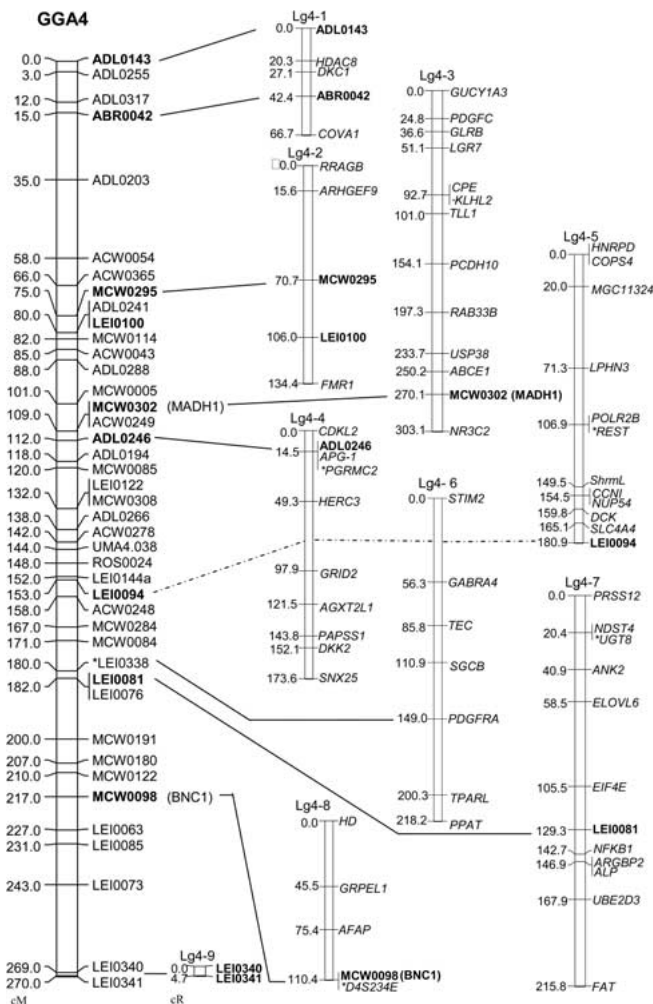 GGA4
0.0 ADL0143
3.0 ADL0255
12.0 ADL0317
15.0 ABR0042
35.0 ADL0203
58.0 ACW0054
66.0 ACW0365
75.0 MCW0295
ADL0241
80.0 LEI0100
82.0 MCW0114
85.0 ACW0043
88.0 ADL0288
101.0 MCW0005
MCW0302 (MADH1)
109.0 ACW0249
112.0 ADL0246
118.0 ADL0194
120.0 MCW0085
LEI0122
132.0 MCW0308
138.0 ADL0266
142.0 ACW0278
144.0 UMA4.038
148.0 ROS0024
152.0 LEI0144a
153.0 LEI0094
158.0 ACW0248
167.0 MCW0284
171.0 MCW0084
180.0 *LEI0338
182.0 LEI0081
LEI0076
200.0 MCW0191
207.0 MCW0180
210.0 MCW0122
217.0 MCW0098 (BNC1)
227.0 LEI0063
231.0 LEI0085
243.0 LEI0073
269.0 LEI0340
270.0 LEI0341
cM
Lg4-9
0.0 LEI0340
4.7 LEI0341
cR
Lg4-1
0.0 ADL0143
20.3 HDAC8
27.1 DKC1
42.4 ABR0042
66.7 COVA1
Lg4-2
0.0 RRAGB
15.6 ARHGEF9
70.7 MCW0295
106.0 LEI0100
134.4 FMR1
Lg4-4
0.0 CDKL2
ADL0246
14.5 APG-1
*PGRMC2
49.3 HERC3
97.9 GRID2
121.5 AGXT2L1
143.8 PAPSS1
152.1 DKK2
173.6 SNX25
Lg4-8
0.0 HD
45.5 GRPEL1
75.4 AFAP
110.4 MCW0098 (BNC1)
*D4S234E
Lg4-3
0.0 GUCY1A3
24.8 PDGFC
36.6 GLRB
51.1 LGR7
CPE
92.7 -KLHL2
101.0 TLL1
154.1 PCDH10
197.3 RAB33B
233.7 USP38
250.2 ABCE1
270.1 MCW0302 (MADH1)
303.1 NR3C2
Lg4- 6
0.0 STIM2
56.3 GABRA4
85.8 TEC
110.9 SGCB
149.0 PDGFRA
200.3 TPARL
218.2 PPAT
Lg4-5
HNRPD
0.0 COPS4
20.0 MGC11324
71.3 LPHN3
POLR2B
106.9 *REST
149.5 ShrmL
154.5 CCNI
NUP54
159.8 DCK
165.1 SLC4A4
180.9 LEI0094
Lg4-7
0.0 PRSS12
20.4 NDST4
*UGT8
40.9 ANK2
58.5 ELOVL6
105.5 EIF4E
129.3 LEI0081
142.7 NFKB1
146.9 ARGBP2
ALP
167.9 UBE2D3
215.8 FAT